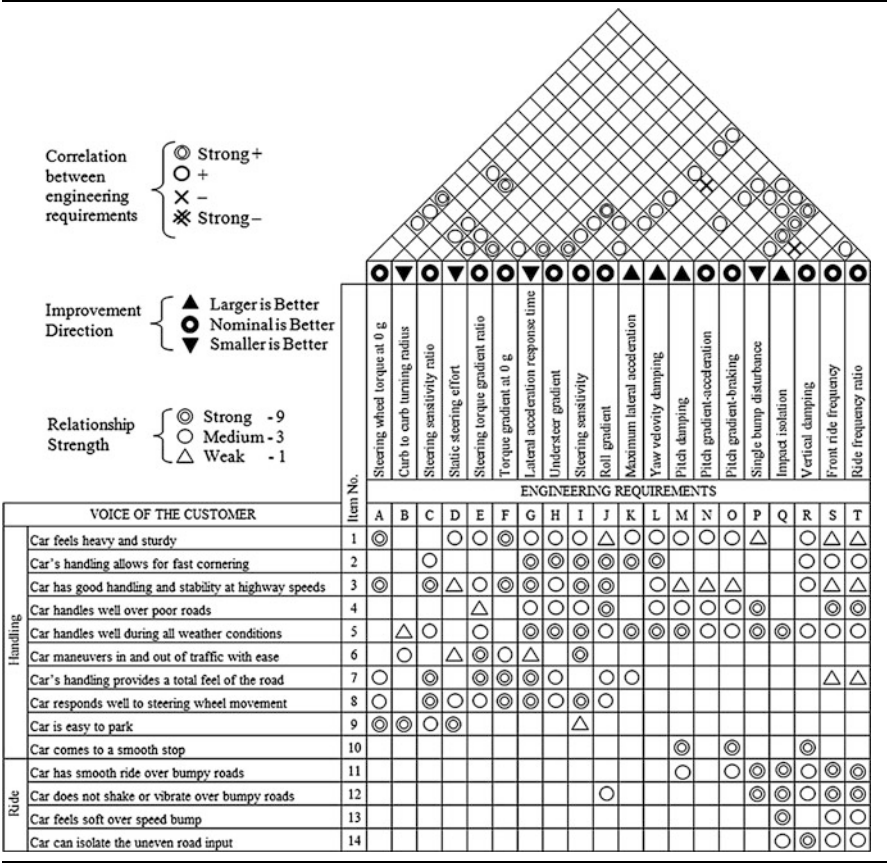 Correlation
between
engineering
requirements
Strong+
+
-
Strong-
Improvement
Direction
Larger is Better
Nominal is Better
Smaller is Better
Relationship
Strength
Strong -9
Medium - 3
Weak -1
Item No.
Steering wheel torque at 0 g
Curb to curb turning radius
Steering sensitivity ratio
Static steering effort
Steering torque gradient ratio
Torque gradient at 0 g
Lateral acceleration response time
Understeer gradient
Steering sensitivity
Roll gradient
Maximum lateral acceleration
Yaw velovity damping
Pitch damping
Pitch gradient-acceleration
Pitch gradient-braking
Single bump disturbance
Impact isolation
Vertical damping
Front ride frequency
Ride frequency ratio
ENGINEERING REQUIREMENTS
VOICE OF THE CUSTOMER A B C D E F G H I J K L M N O P Q R S T
Handling
Car feels heavy and sturdy 1
Car's handling allows for fast cornering 2
Car has good handling and stability at highway speeds 3
Car handles well over poor roads 4
Car handles well during all weather conditions 5
Car maneuvers in and out of traffic with ease 6
Car's handling provides a total feel of the road 7
Car responds well to steering wheel movement 8
Car is easy to park 9
Car comes to a smooth stop 10
Ride
Car has smooth ride over bumpy roads 11
Car does not shake or vibrate over bumpy roads 12
Car feels soft over speed bump 13
Car can isolate the uneven road input 14